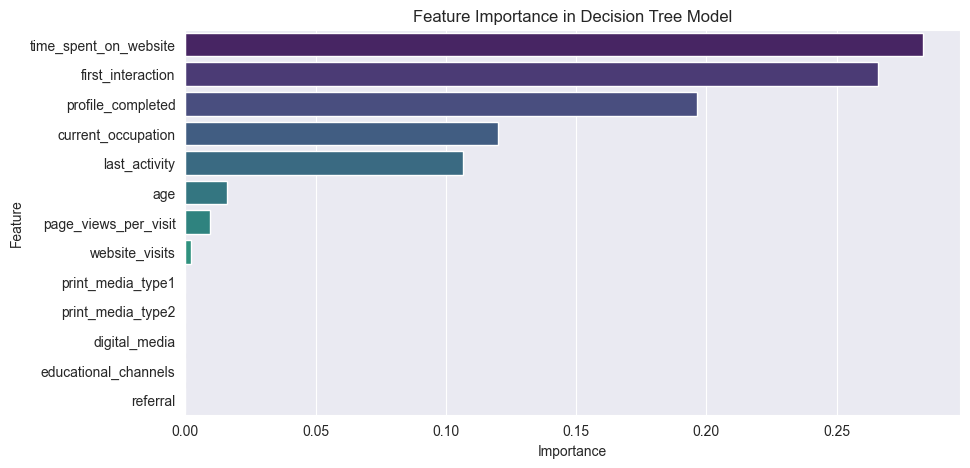 Feature Importance in Decision Tree Model
time_spent_on_website
first_interaction
profile_completed
current_occupation
last_activity
age
page_views_per_visit
website_visits
print_media_type1
print_media_type2
digital_media
educational_channels
referral
Feature
0.00 0.05 0.10 0.15 0.20 0.25
Importance